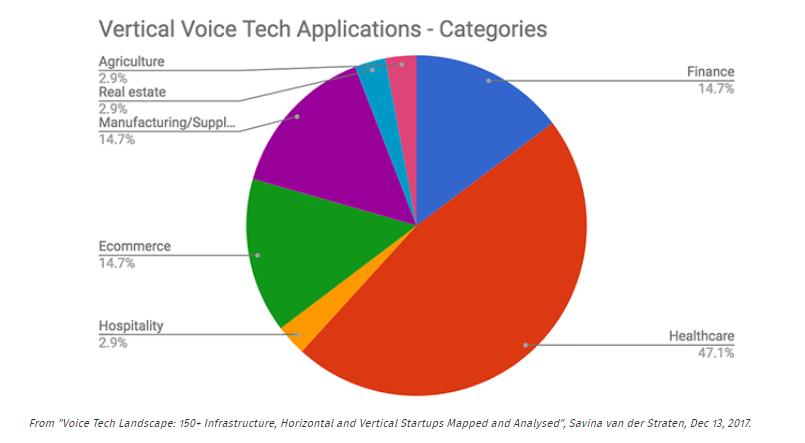 Vertical Voice Tech Applications - Categories
Agriculture
2.9%
Real estate
2.9%
Manufacturing/Suppl...
14.7%
Ecommerce
14.7%
Hospitality
2.9%
Finance
14.7%
Healthcare
47.1%
From "Voice Tech Landscape: 150+ Infrastructure, Horizontal and Vertical Startups Mapped and Analysed", Savina van der Straten, Dec 13, 2017.